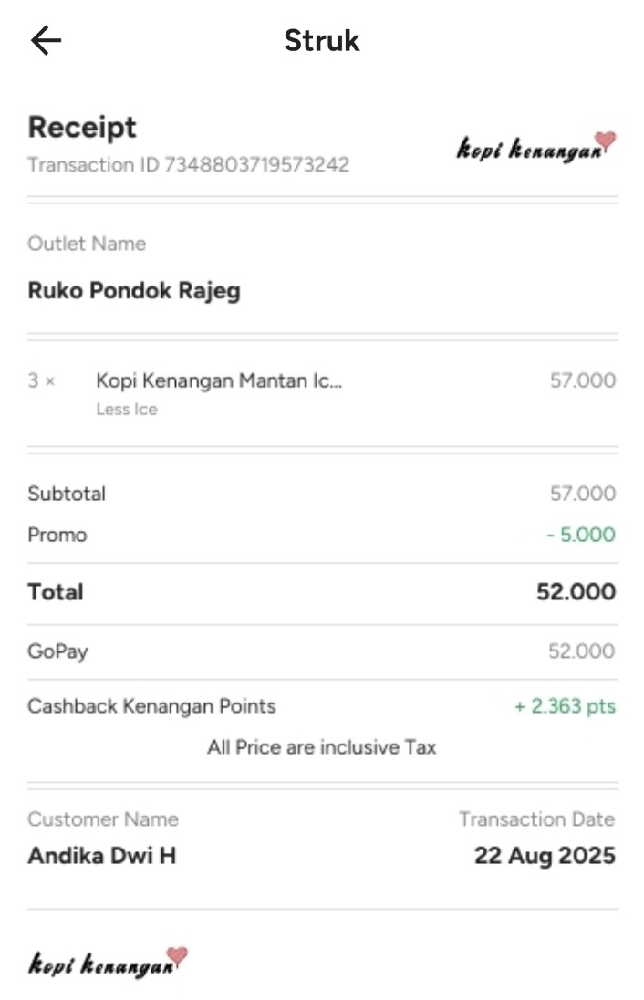 Struk
Receipt
Transaction ID 7348803719573242
kopi kenangan
Outlet Name
Ruko Pondok Rajeg
3 × Kopi Kenangan Mantan Ic... 57.000
Less Ice
Subtotal 57.000
Promo - 5.000
Total 52.000
GoPay 52.000
Cashback Kenangan Points + 2.363 pts
All Price are inclusive Tax
Customer Name Transaction Date
Andika Dwi H 22 Aug 2025
kopi kenangan